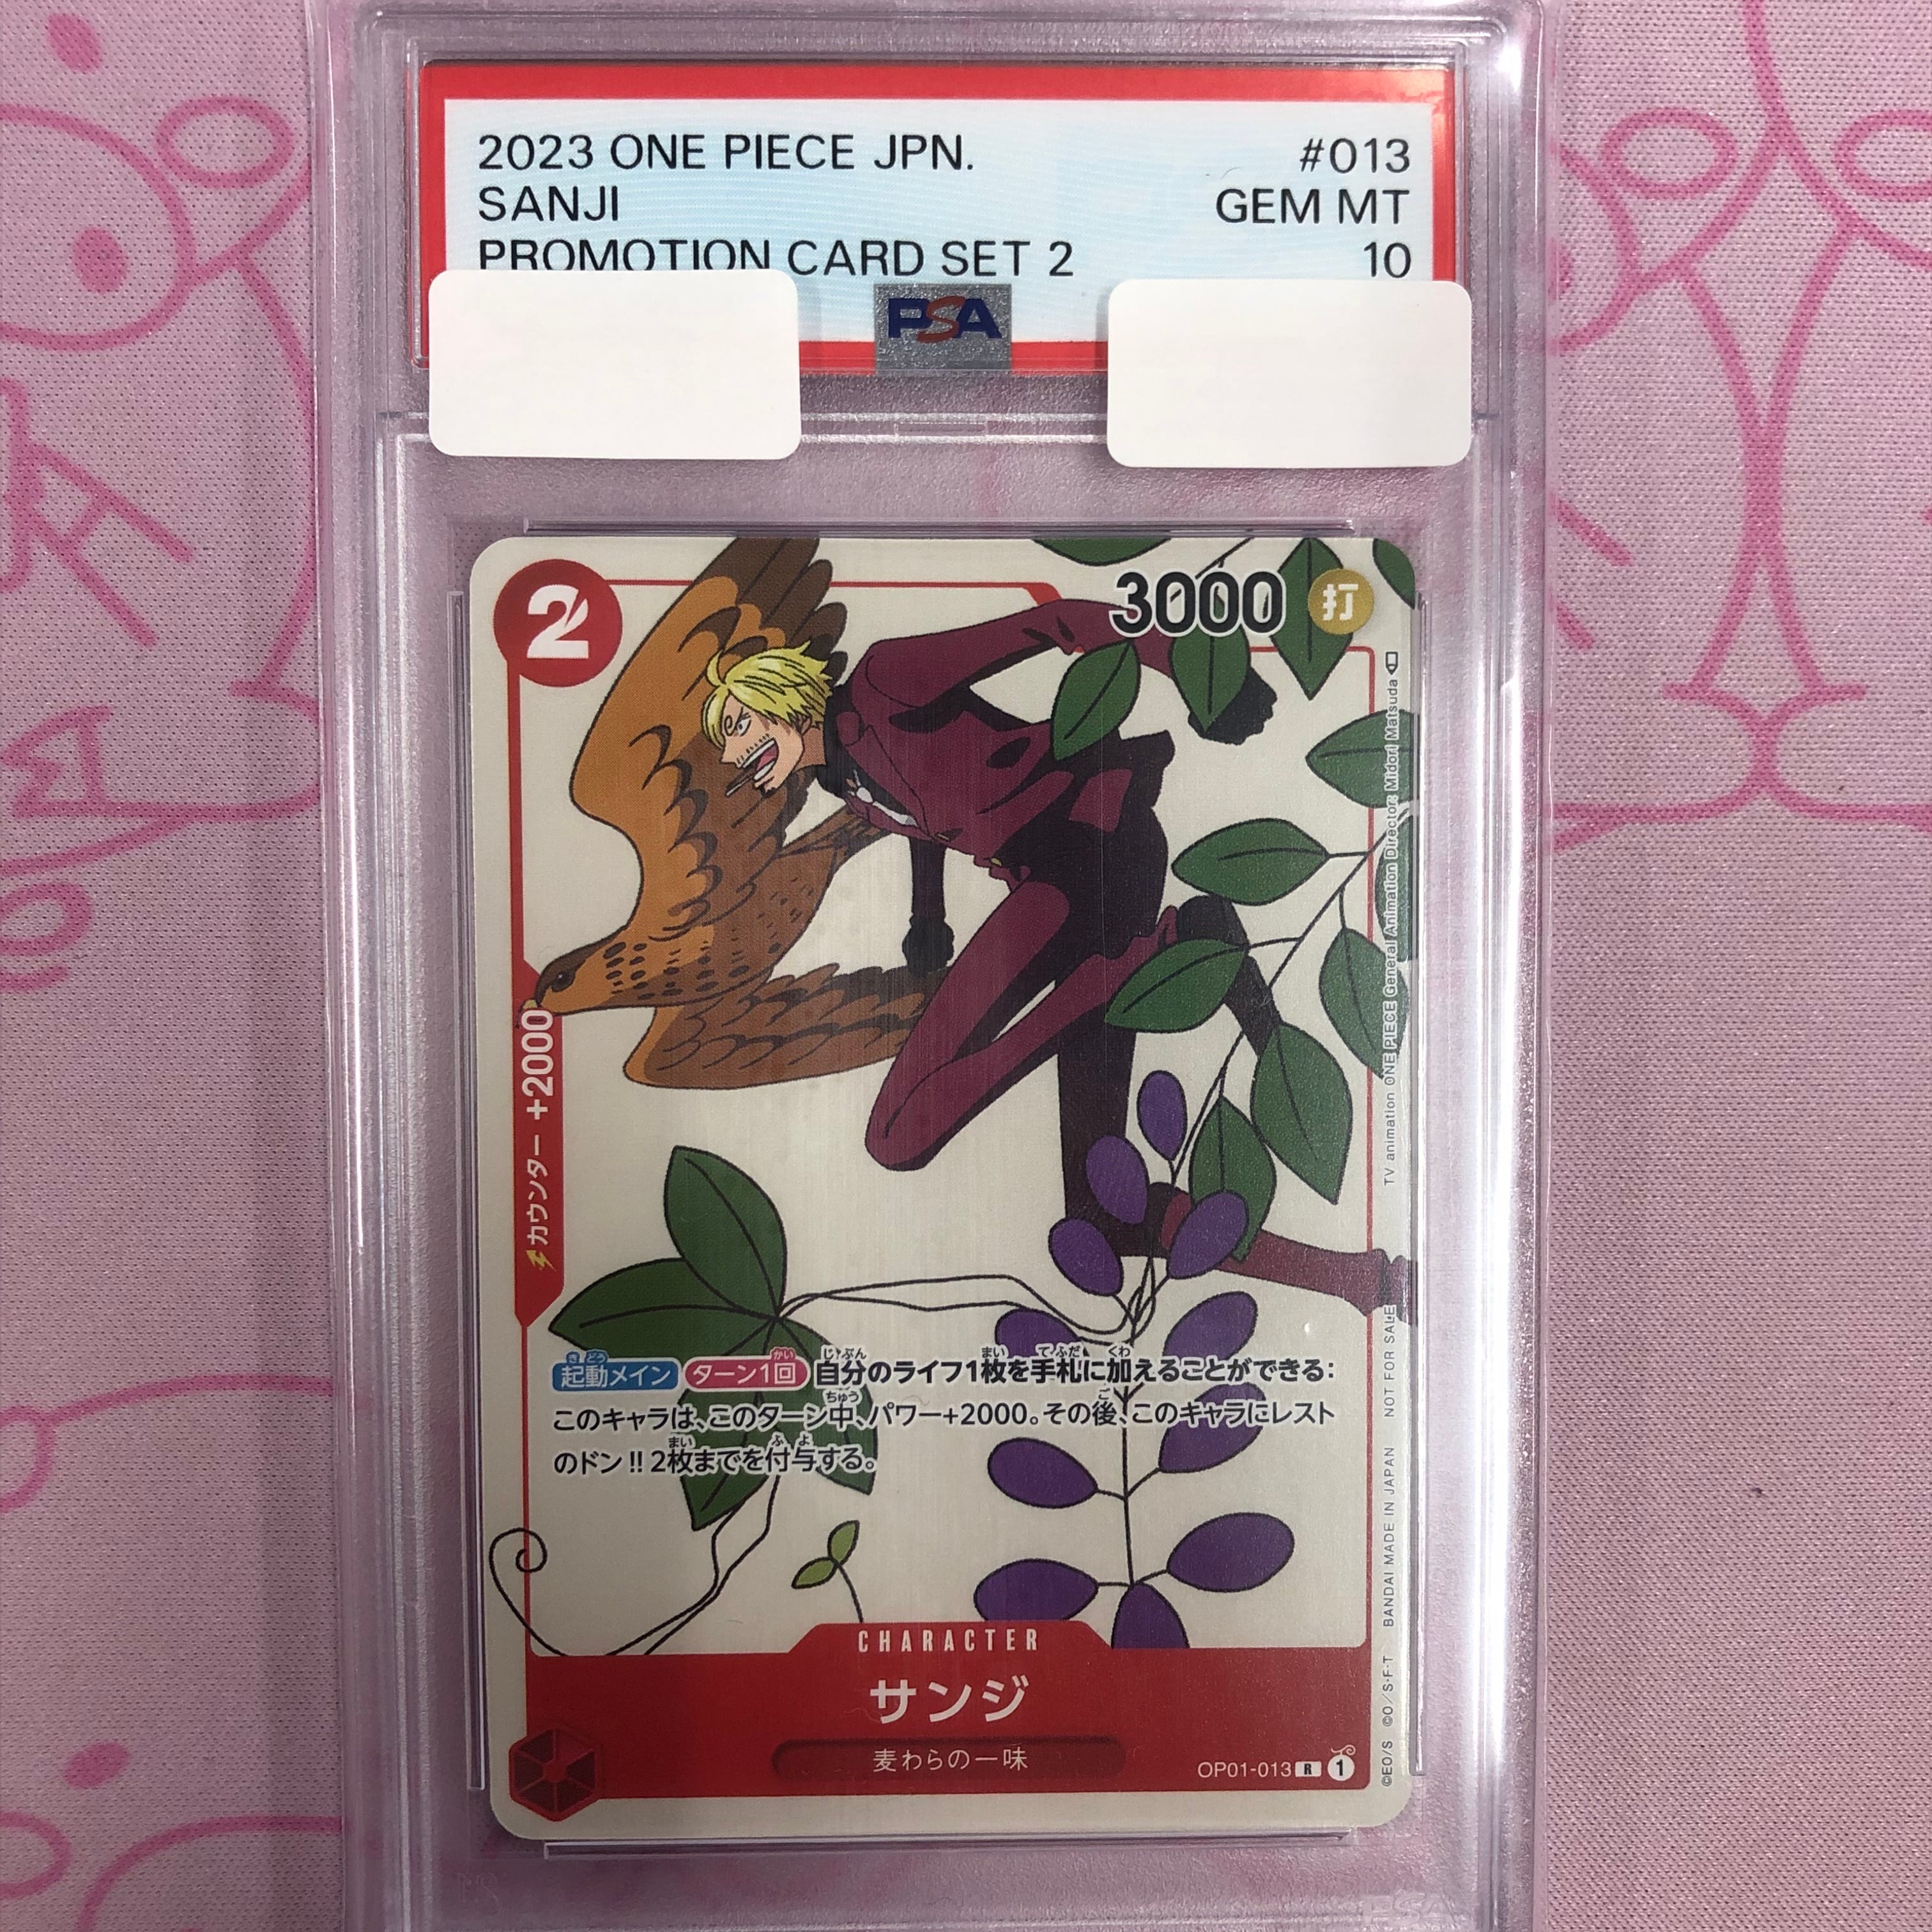 2023 ONE PIECE JPN. #013
SANJI GEM MT
PROMOTION CARD SET 2 10
PSA
2 3000 打
カウンター +2000
TV animation ONE PIECE General Animation Director: Midori Matsuda
起動メイン ターン1回 自分のライフ1枚を手札に加えることができる:
このキャラは、このターン中、パワー+2000。その後、このキャラにレスト
のドン!!2枚までを付与する。
CHARACTER
サンジ
麦わらの一味
OP01-013 R 1
©EO/S ©O/S·F·T BANDAI MADE IN JAPAN NOT FOR SALE